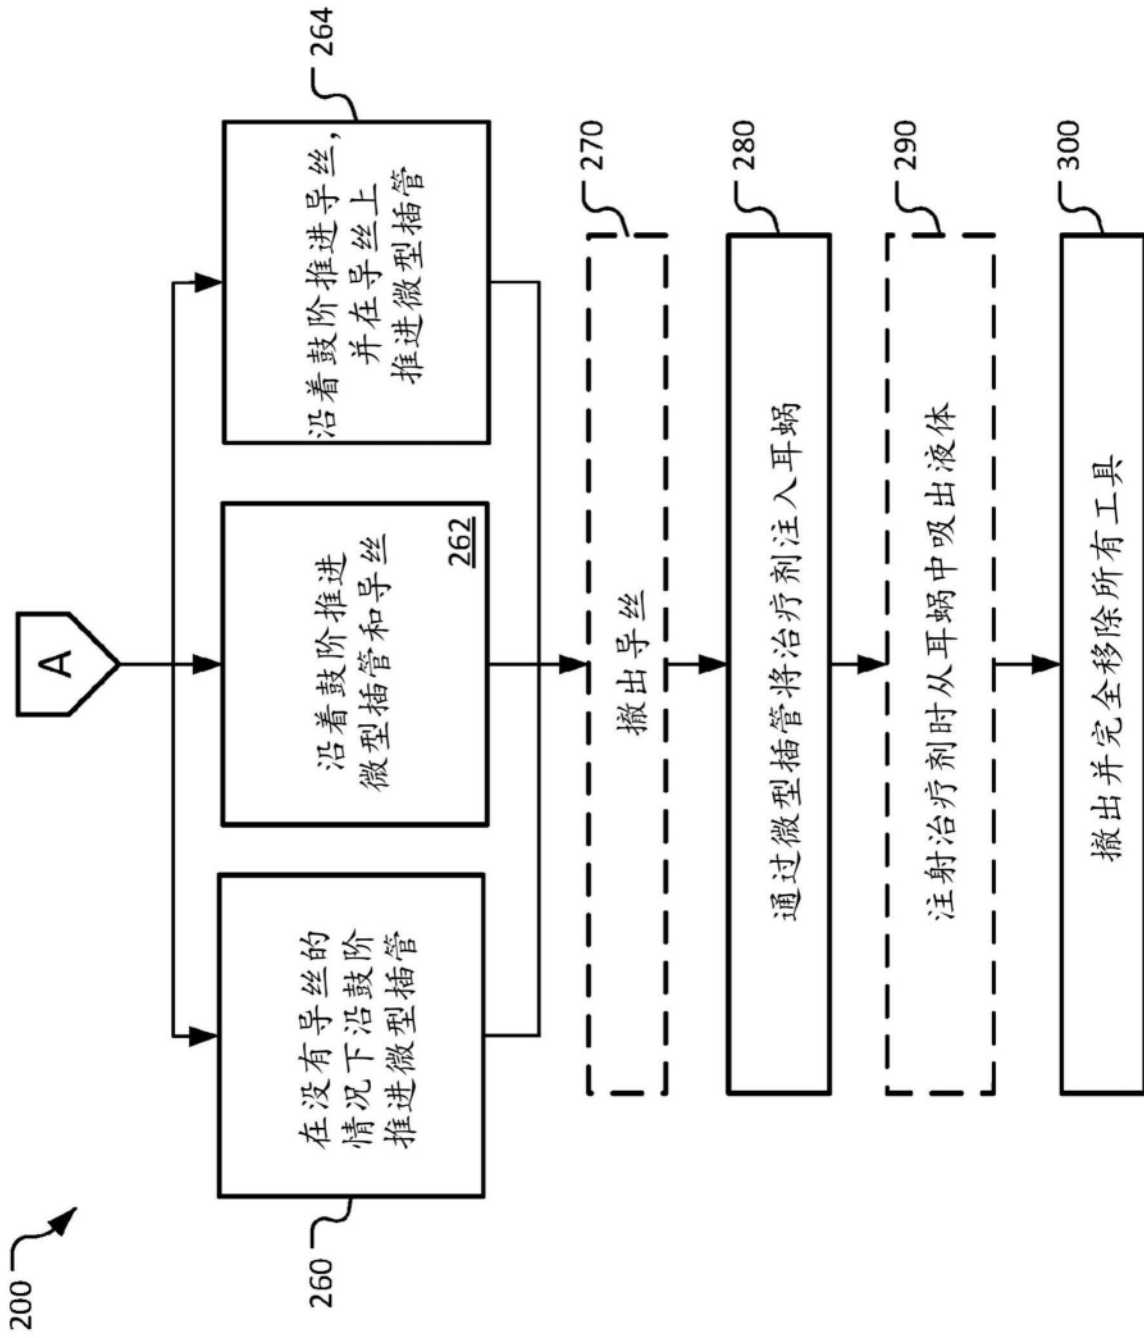 200
A
260
在没有导丝的
情况下沿鼓阶
推进微型插管
沿着鼓阶推进
微型插管和导丝
262
沿着鼓阶推进导丝，
并在导丝上
推进微型插管
264
撤出导丝
270
通过微型插管将治疗剂注入耳蜗
280
注射治疗剂时从耳蜗中吸出液体
290
撤出并完全移除所有工具
300